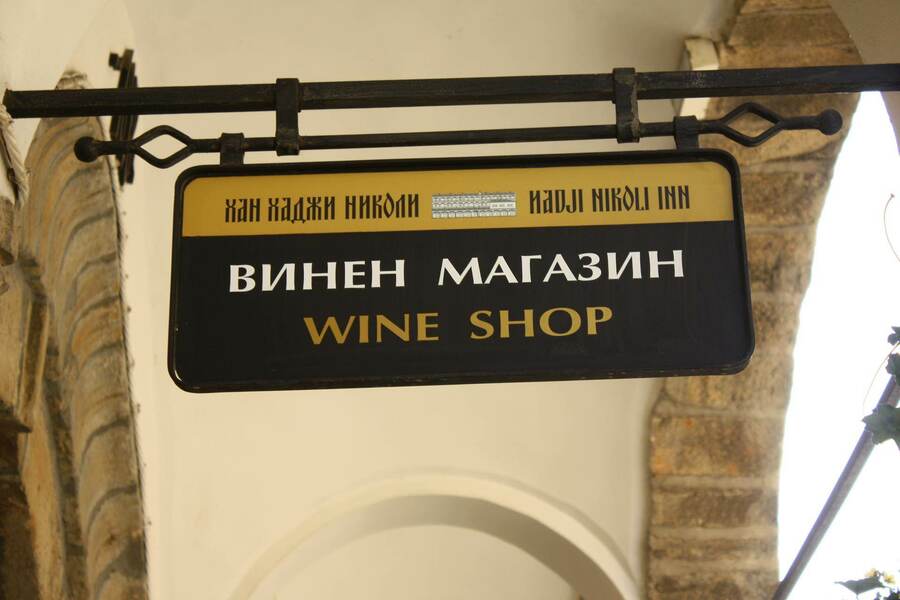 ХАН ХАДЖИ НИКОЛИ HADJI NIKOLI INN
ВИНЕН МАГАЗИН
WINE SHOP